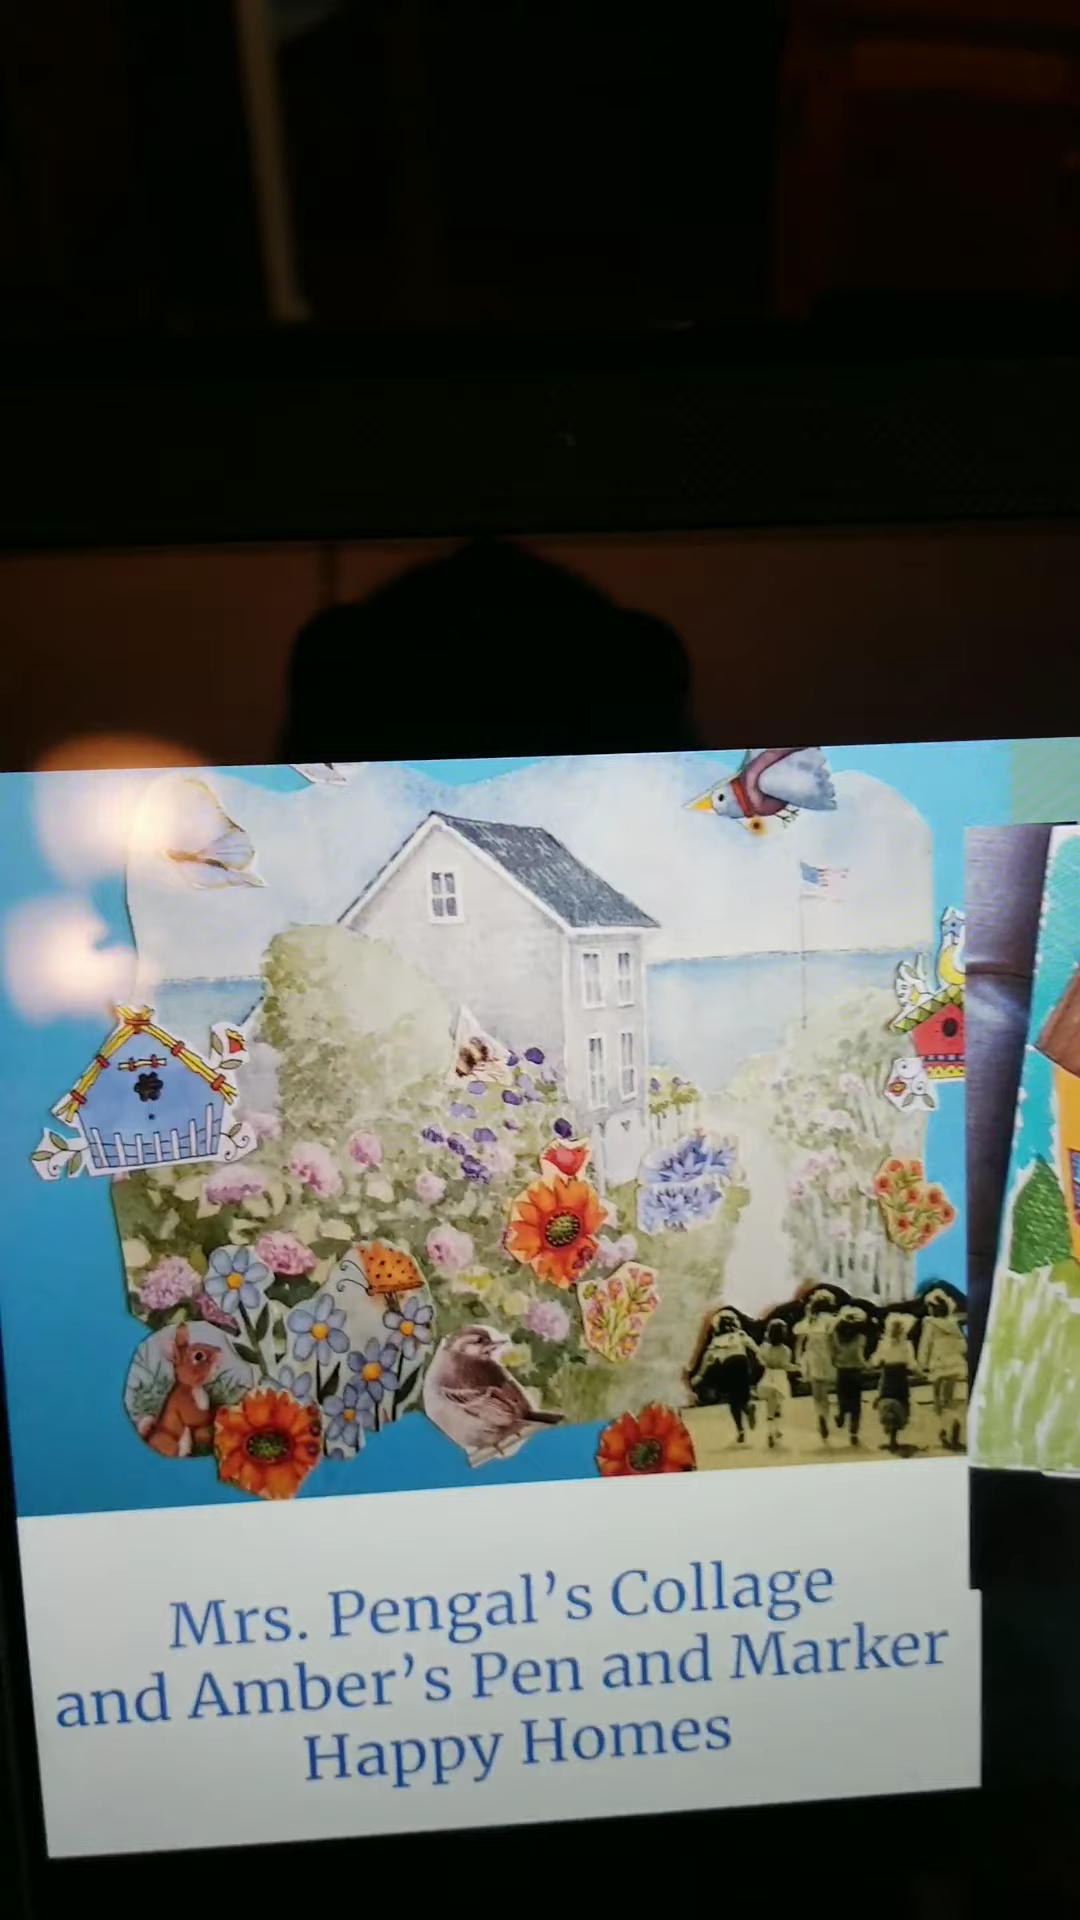 Mrs. Pengal’s Collage
and Amber’s Pen and Marker
Happy Homes